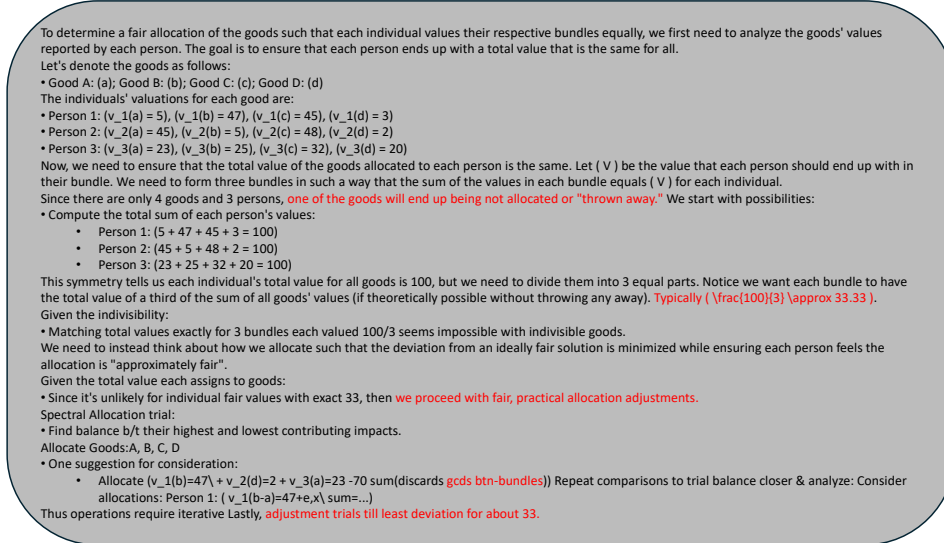 To determine a fair allocation of the goods such that each individual values their respective bundles equally, we first need to analyze the goods' values
reported by each person. The goal is to ensure that each person ends up with a total value that is the same for all.
Let's denote the goods as follows:
• Good A: (a); Good B: (b); Good C: (c); Good D: (d)
The individuals' valuations for each good are:
• Person 1: (v_1(a) = 5), (v_1(b) = 47), (v_1(c) = 45), (v_1(d) = 3)
• Person 2: (v_2(a) = 45), (v_2(b) = 5), (v_2(c) = 48), (v_2(d) = 2)
• Person 3: (v_3(a) = 23), (v_3(b) = 25), (v_3(c) = 32), (v_3(d) = 20)
Now, we need to ensure that the total value of the goods allocated to each person is the same. Let ( V ) be the value that each person should end up with in
their bundle. We need to form three bundles in such a way that the sum of the values in each bundle equals ( V ) for each individual.
Since there are only 4 goods and 3 persons, one of the goods will end up being not allocated or "thrown away." We start with possibilities:
• Compute the total sum of each person's values:
• Person 1: (5 + 47 + 45 + 3 = 100)
• Person 2: (45 + 5 + 48 + 2 = 100)
• Person 3: (23 + 25 + 32 + 20 = 100)
This symmetry tells us each individual's total value for all goods is 100, but we need to divide them into 3 equal parts. Notice we want each bundle to have
the total value of a third of the sum of all goods' values (if theoretically possible without throwing any away). Typically ( \frac{100}{3} \approx 33.33 ).
Given the indivisibility:
• Matching total values exactly for 3 bundles each valued 100/3 seems impossible with indivisible goods.
We need to instead think about how we allocate such that the deviation from an ideally fair solution is minimized while ensuring each person feels the
allocation is "approximately fair".
Given the total value each assigns to goods:
• Since it's unlikely for individual fair values with exact 33, then we proceed with fair, practical allocation adjustments.
Spectral Allocation trial:
• Find balance b/t their highest and lowest contributing impacts.
Allocate Goods:A, B, C, D
• One suggestion for consideration:
• Allocate (v_1(b)=47\ + v_2(d)=2 + v_3(a)=23 -70 sum(discards gcds btn-bundles)) Repeat comparisons to trial balance closer & analyze: Consider
allocations: Person 1: ( v_1(b-a)=47+e,x\ sum=...)
Thus operations require iterative Lastly, adjustment trials till least deviation for about 33.